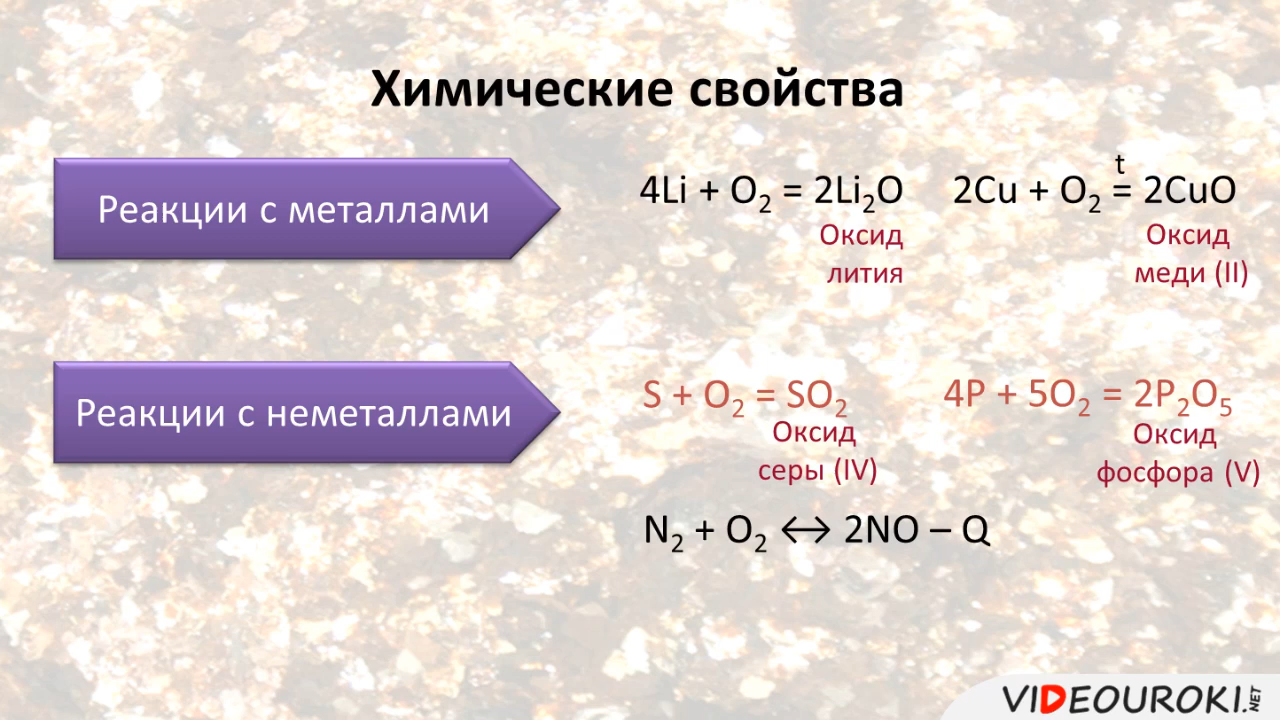 Химические свойства
Реакции с металлами
4Li + O₂ = 2Li₂O
Оксид
лития
t
2Cu + O₂ = 2CuO
Оксид
меди (II)
Реакции с неметаллами
S + O₂ = SO₂
Оксид
серы (IV)
4P + 5O₂ = 2P₂O₅
Оксид
фосфора (V)
N₂ + O₂ ↔ 2NO – Q
VIDEOUROKI.NET